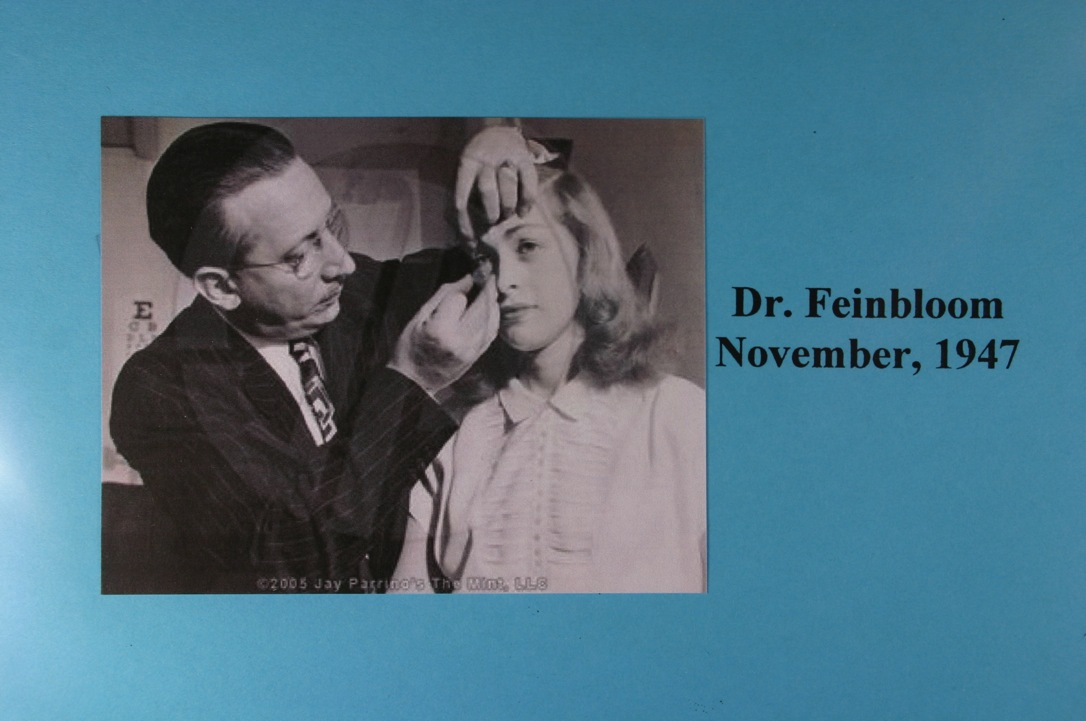 E
Dr. Feinbloom
November, 1947
©2005 Jay Parrino's The Mint, LLC